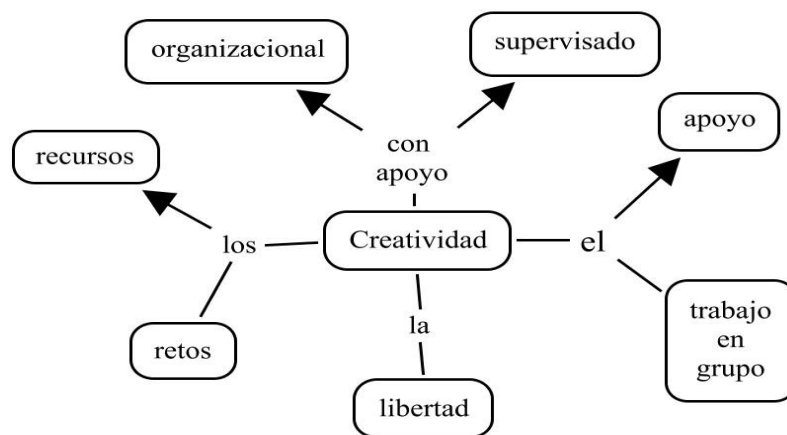 organizacional
supervisado
apoyo
con
apoyo
recursos
Creatividad
los
el
la
retos
trabajo
en
grupo
libertad